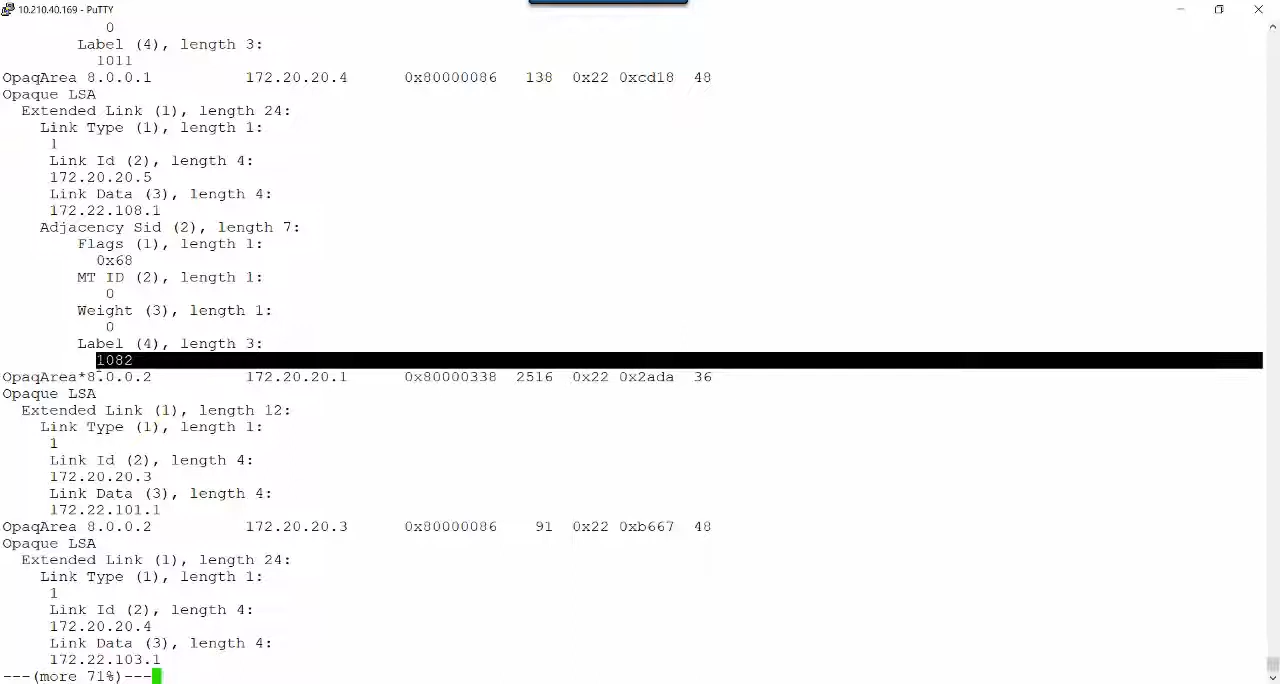 10.210.40.169 - PuTTY
0
Label (4), length 3:
1011
OpaqArea 8.0.0.1 172.20.20.4 0x80000086 138 0x22 0xcd18 48
Opaque LSA
Extended Link (1), length 24:
Link Type (1), length 1:
1
Link Id (2), length 4:
172.20.20.5
Link Data (3), length 4:
172.22.108.1
Adjacency Sid (2), length 7:
Flags (1), length 1:
0x68
MT ID (2), length 1:
0
Weight (3), length 1:
0
Label (4), length 3:
1082
OpaqArea*8.0.0.2 172.20.20.1 0x80000338 2516 0x22 0x2ada 36
Opaque LSA
Extended Link (1), length 12:
Link Type (1), length 1:
1
Link Id (2), length 4:
172.20.20.3
Link Data (3), length 4:
172.22.101.1
OpaqArea 8.0.0.2 172.20.20.3 0x80000086 91 0x22 0xb667 48
Opaque LSA
Extended Link (1), length 24:
Link Type (1), length 1:
1
Link Id (2), length 4:
172.20.20.4
Link Data (3), length 4:
172.22.103.1
---(more 71%)---